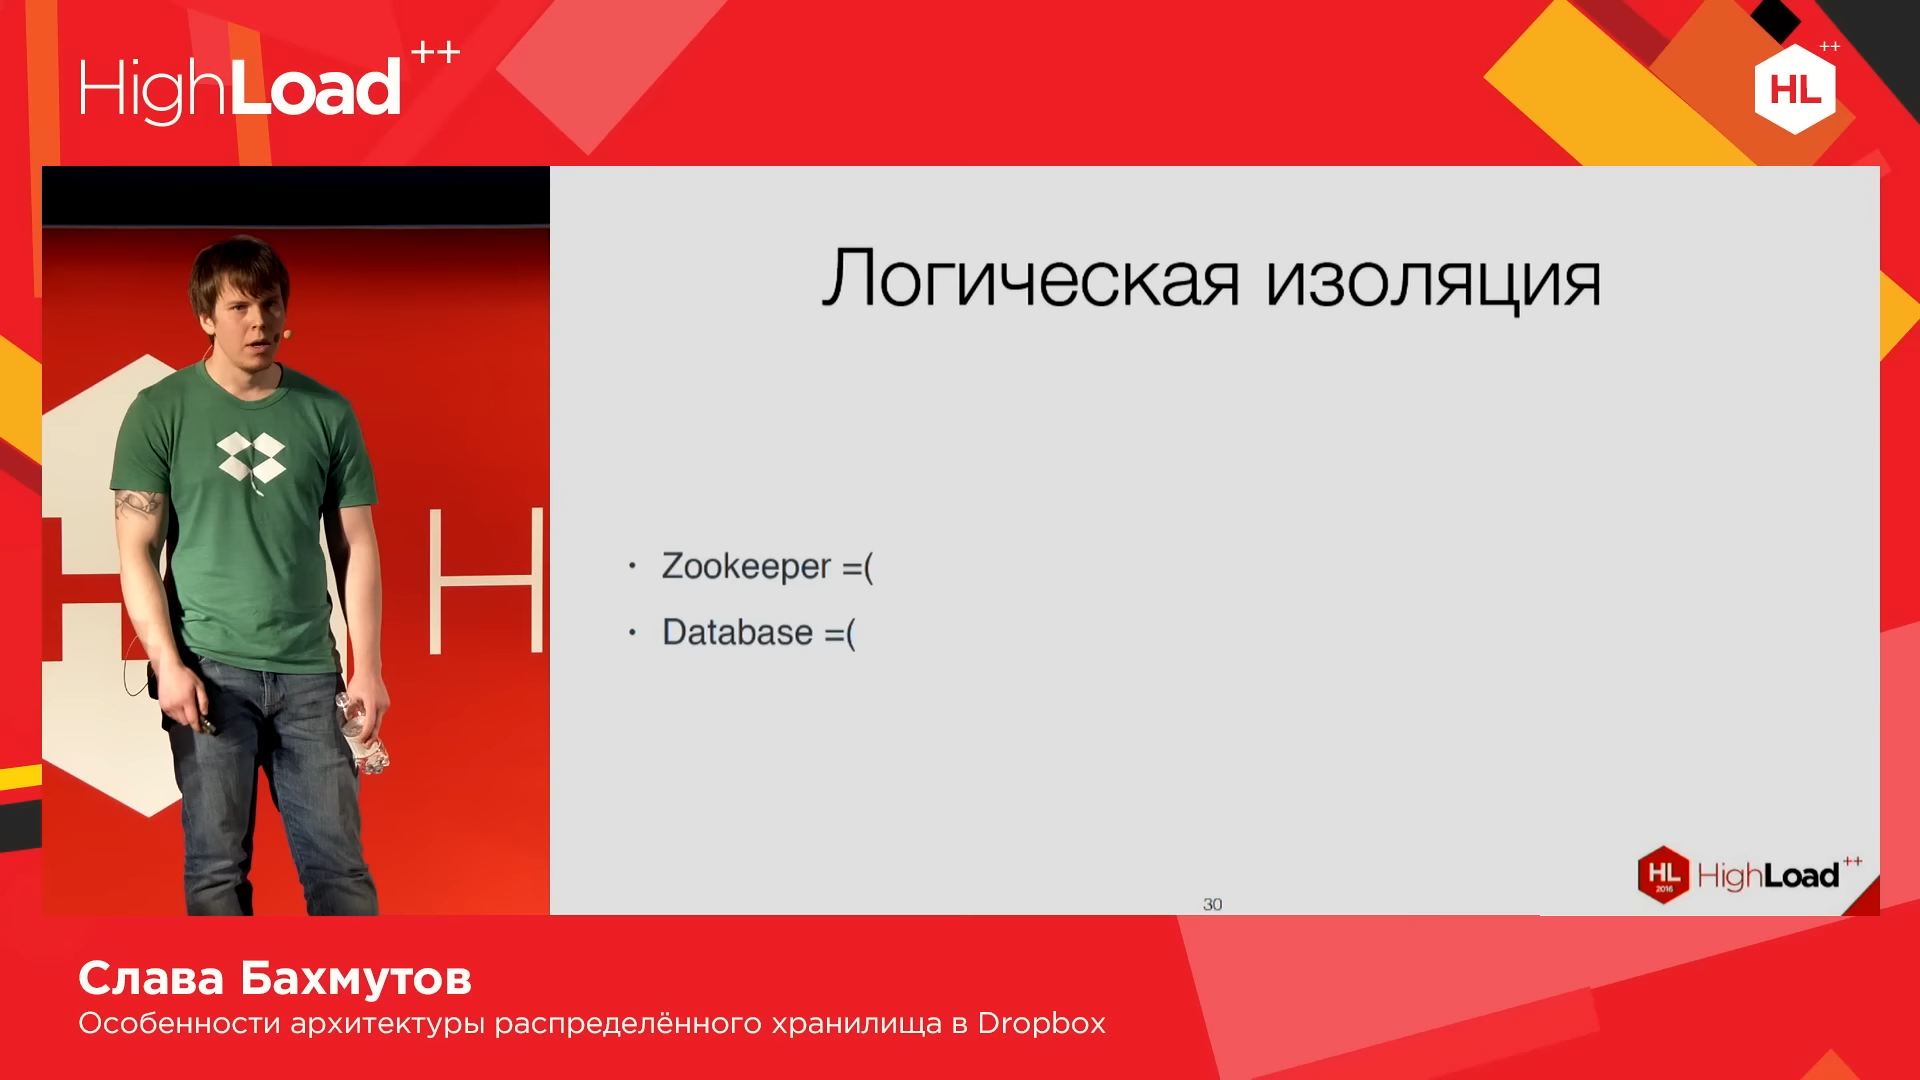 HighLoad++
HL++
Логическая изоляция
• Zookeeper =(
• Database =(
H
H
HL
2016
HighLoad++
30
Слава Бахмутов
Особенности архитектуры распределённого хранилища в Dropbox